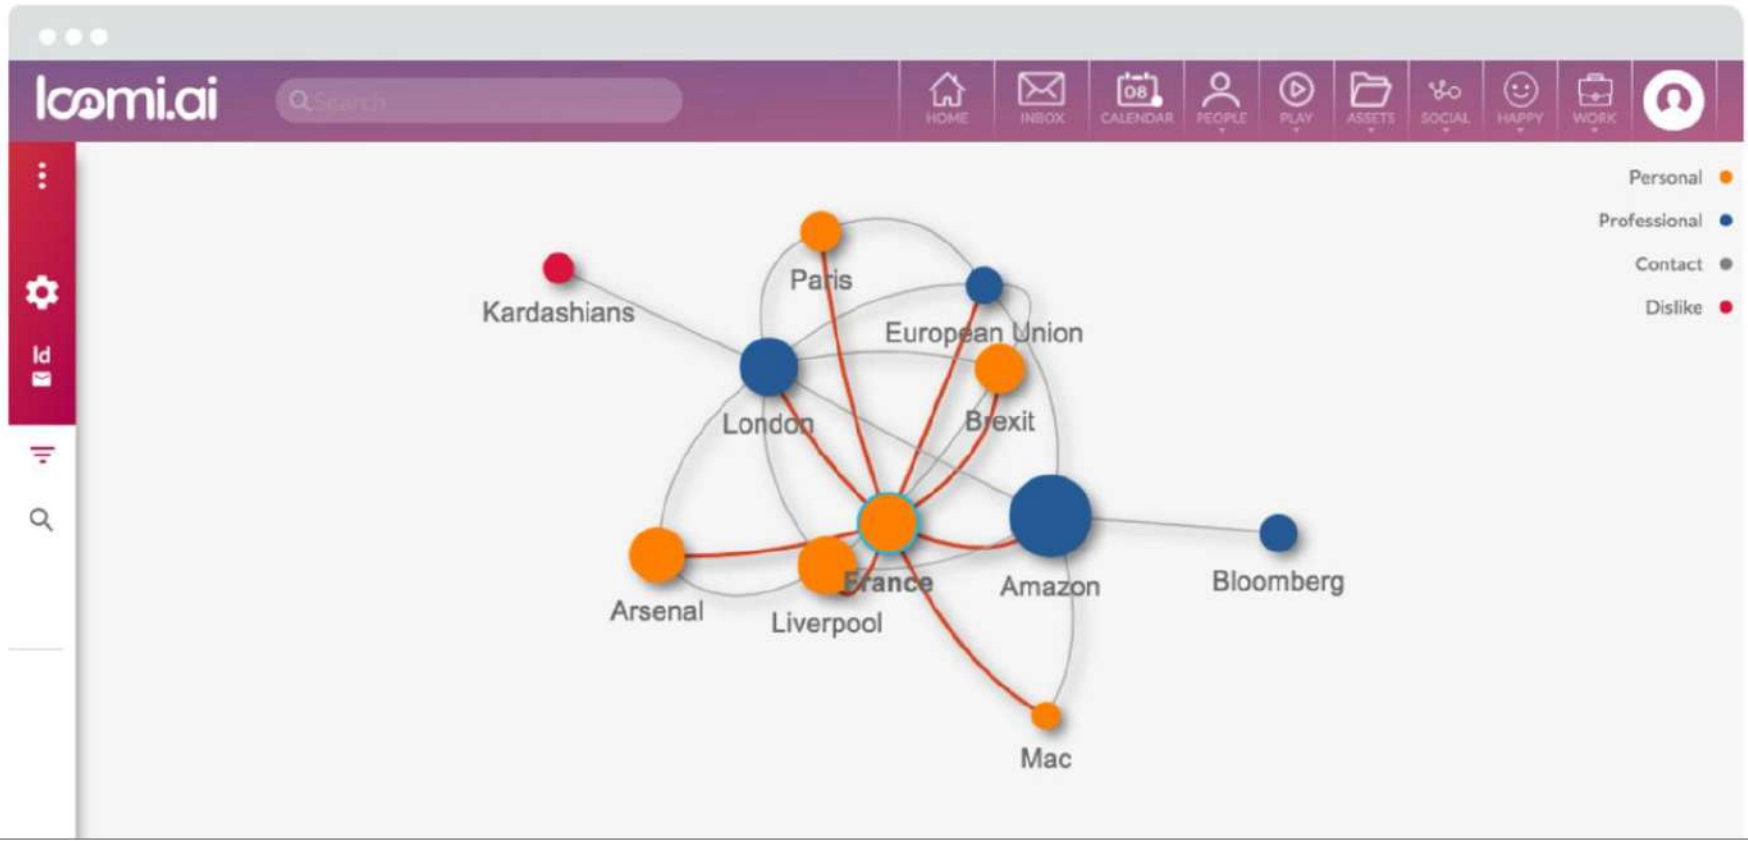 loomi.ai
Search
08
HOME
INBOX
CALENDAR
PEOPLE
PLAY
ASSETS
SOCIAL
HAPPY
WORK
Id
Personal
Professional
Contact
Dislike
Paris
Kardashians
European Union
London
Brexit
France
Amazon
Bloomberg
Arsenal
Liverpool
Mac